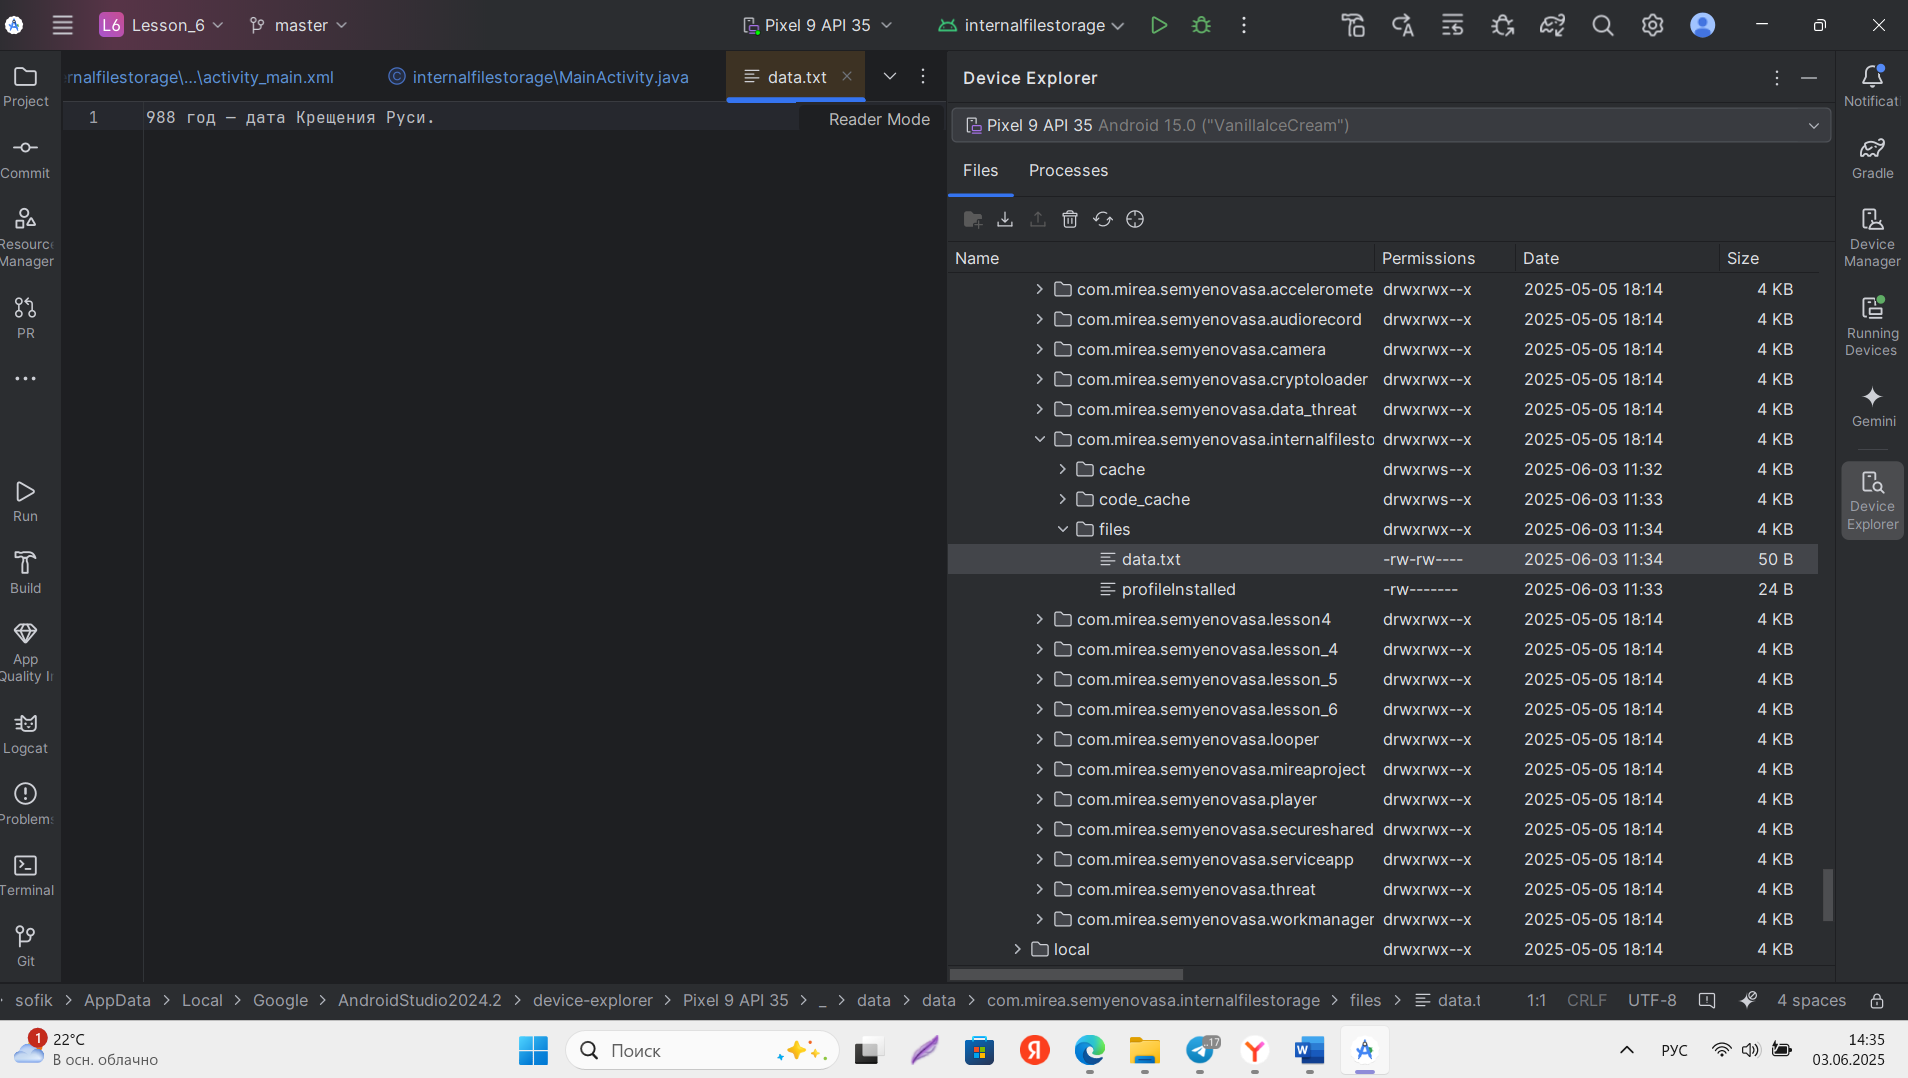 L6 Lesson_6 master Pixel 9 API 35 internalfilestorage
rnalfilestorage\...\activity_main.xml internalfilestorage\MainActivity.java data.txt
1 988 год — дата Крещения Руси.
Reader Mode
Project
Commit
Resourc
Manager
PR
Run
Build
App
Quality I
Logcat
Problem
Terminal
Git
Device Explorer
Pixel 9 API 35 Android 15.0 ("VanillaIceCream")
Files Processes
Name Permissions Date Size
com.mirea.semyenovasa.acceleromete drwxrwx--x 2025-05-05 18:14 4 KB
com.mirea.semyenovasa.audiorecord drwxrwx--x 2025-05-05 18:14 4 KB
com.mirea.semyenovasa.camera drwxrwx--x 2025-05-05 18:14 4 KB
com.mirea.semyenovasa.cryptoloader drwxrwx--x 2025-05-05 18:14 4 KB
com.mirea.semyenovasa.data_threat drwxrwx--x 2025-05-05 18:14 4 KB
com.mirea.semyenovasa.internalfilesto drwxrwx--x 2025-05-05 18:14 4 KB
cache drwxrws--x 2025-06-03 11:32 4 KB
code_cache drwxrws--x 2025-06-03 11:33 4 KB
files drwxrwx--x 2025-06-03 11:34 4 KB
data.txt -rw-rw---- 2025-06-03 11:34 50 B
profileInstalled -rw------- 2025-06-03 11:33 24 B
com.mirea.semyenovasa.lesson4 drwxrwx--x 2025-05-05 18:14 4 KB
com.mirea.semyenovasa.lesson_4 drwxrwx--x 2025-05-05 18:14 4 KB
com.mirea.semyenovasa.lesson_5 drwxrwx--x 2025-05-05 18:14 4 KB
com.mirea.semyenovasa.lesson_6 drwxrwx--x 2025-05-05 18:14 4 KB
com.mirea.semyenovasa.looper drwxrwx--x 2025-05-05 18:14 4 KB
com.mirea.semyenovasa.mireaproject drwxrwx--x 2025-05-05 18:14 4 KB
com.mirea.semyenovasa.player drwxrwx--x 2025-05-05 18:14 4 KB
com.mirea.semyenovasa.secureshared drwxrwx--x 2025-05-05 18:14 4 KB
com.mirea.semyenovasa.serviceapp drwxrwx--x 2025-05-05 18:14 4 KB
com.mirea.semyenovasa.threat drwxrwx--x 2025-05-05 18:14 4 KB
com.mirea.semyenovasa.workmanager drwxrwx--x 2025-05-05 18:14 4 KB
local drwxrwx--x 2025-05-05 18:14 4 KB
Notificati
Gradle
Device
Manager
Running
Devices
Gemini
Device
Explorer
sofik > AppData > Local > Google > AndroidStudio2024.2 > device-explorer > Pixel 9 API 35 > _ > data > data > com.mirea.semyenovasa.internalfilestorage > files > data.t 1:1 CRLF UTF-8 4 spaces
1 22°C
В осн. облачно
Поиск
Я
..17
W
РУС
14:35
03.06.2025